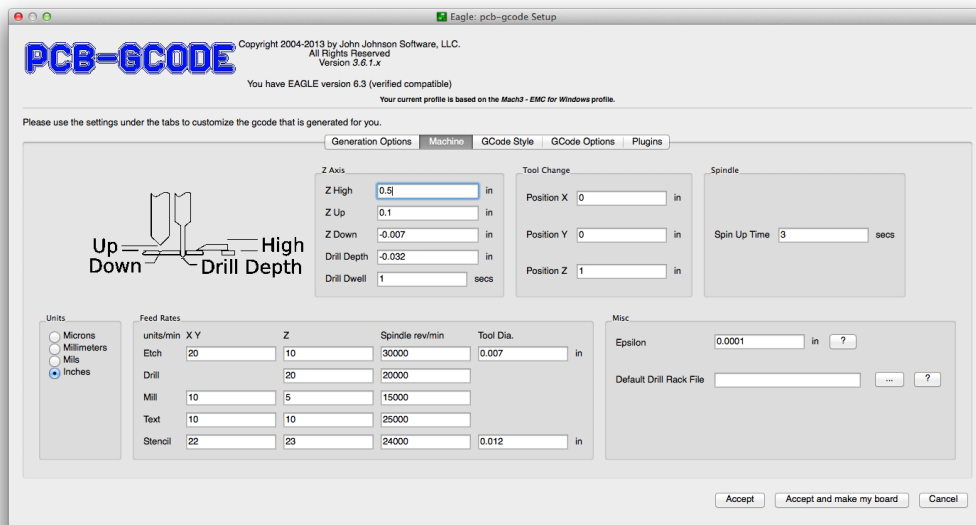 Eagle: pcb-gcode Setup
PCB-GCODE
Copyright 2004-2013 by John Johnson Software, LLC.
All Rights Reserved
Version 3.6.1.x
You have EAGLE version 6.3 (verified compatible)
Your current profile is based on the Mach3 - EMC for Windows profile.
Please use the settings under the tabs to customize the gcode that is generated for you.
Generation Options Machine GCode Style GCode Options Plugins
Up
Down
High
Drill Depth
Z Axis
Z High 0.5 in
Z Up 0.1 in
Z Down -0.007 in
Drill Depth -0.032 in
Drill Dwell 1 secs
Tool Change
Position X 0 in
Position Y 0 in
Position Z 1 in
Spindle
Spin Up Time 3 secs
Units
Microns
Millimeters
Mils
Inches
Feed Rates
units/min X Y Z Spindle rev/min Tool Dia.
Etch 20 10 30000 0.007 in
Drill 20 20000
Mill 10 5 15000
Text 10 10 25000
Stencil 22 23 24000 0.012 in
Misc
Epsilon 0.0001 in ?
Default Drill Rack File ... ?
Accept Accept and make my board Cancel